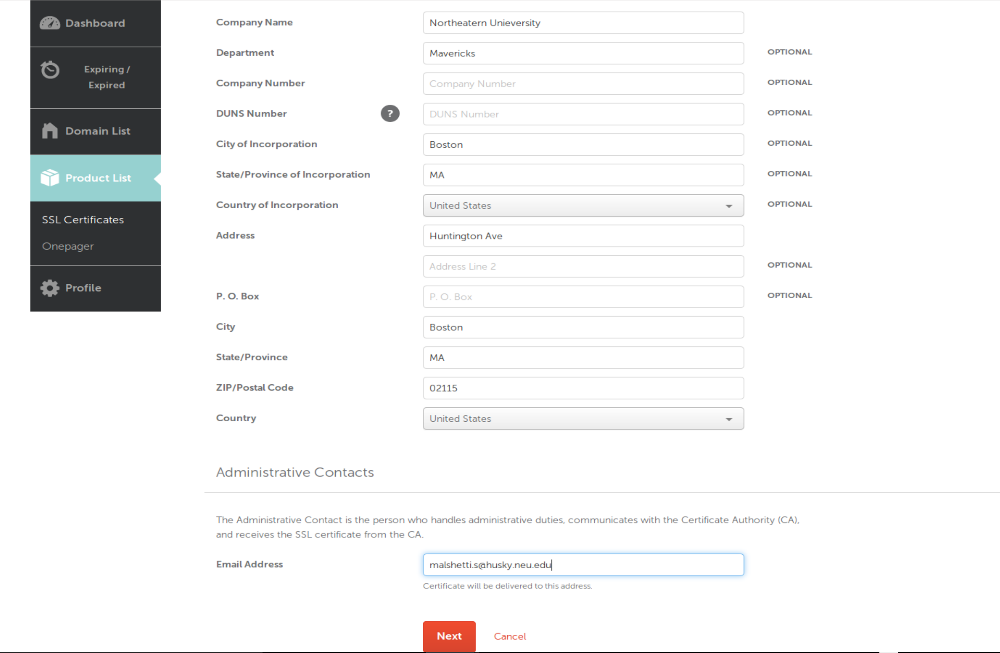 Dashboard
Expiring /
Expired
Domain List
Product List
SSL Certificates
Onepager
Profile
Company Name Northeatern Unieversity
Department Mavericks OPTIONAL
Company Number Company Number OPTIONAL
DUNS Number ? DUNS Number OPTIONAL
City of Incorporation Boston OPTIONAL
State/Province of Incorporation MA OPTIONAL
Country of Incorporation United States OPTIONAL
Address Huntington Ave
Address Line 2 OPTIONAL
P. O. Box P. O. Box OPTIONAL
City Boston
State/Province MA
ZIP/Postal Code 02115
Country United States
Administrative Contacts
The Administrative Contact is the person who handles administrative duties, communicates with the Certificate Authority (CA),
and receives the SSL certificate from the CA.
Email Address malshetti.s@husky.neu.edu
Certificate will be delivered to this address.
Next Cancel